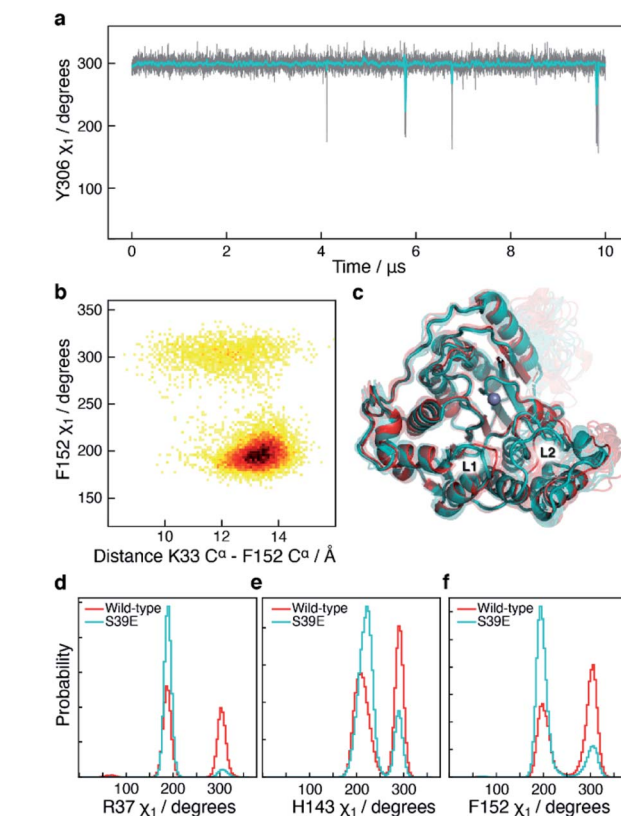 a
Y306 χ1 / degrees
300
200
100
0 2 4 6 8 10
Time / μs
b
F152 χ1 / degrees
350
300
250
200
150
10 12 14
Distance K33 Cα - F152 Cα / Å
c
L1
L2
d
Probability
Wild-type
S39E
100 200 300
R37 χ1 / degrees
e
Wild-type
S39E
100 200 300
H143 χ1 / degrees
f
Wild-type
S39E
100 200 300
F152 χ1 / degrees